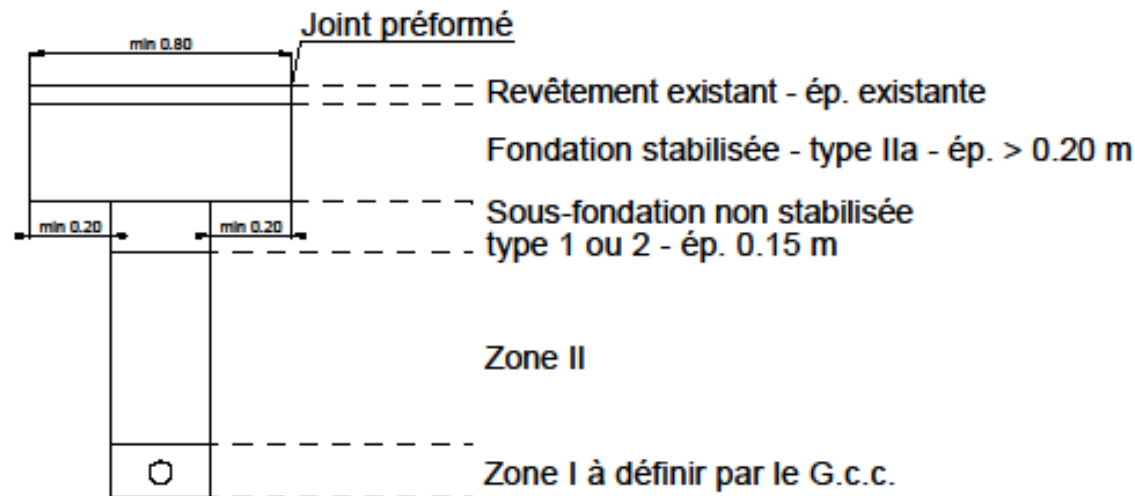 Joint préformé
min 0.80
Revêtement existant - ép. existante
Fondation stabilisée - type IIa - ép. > 0.20 m
min 0.20
min 0.20
Sous-fondation non stabilisée
type 1 ou 2 - ép. 0.15 m
Zone II
Zone I à définir par le G.c.c.